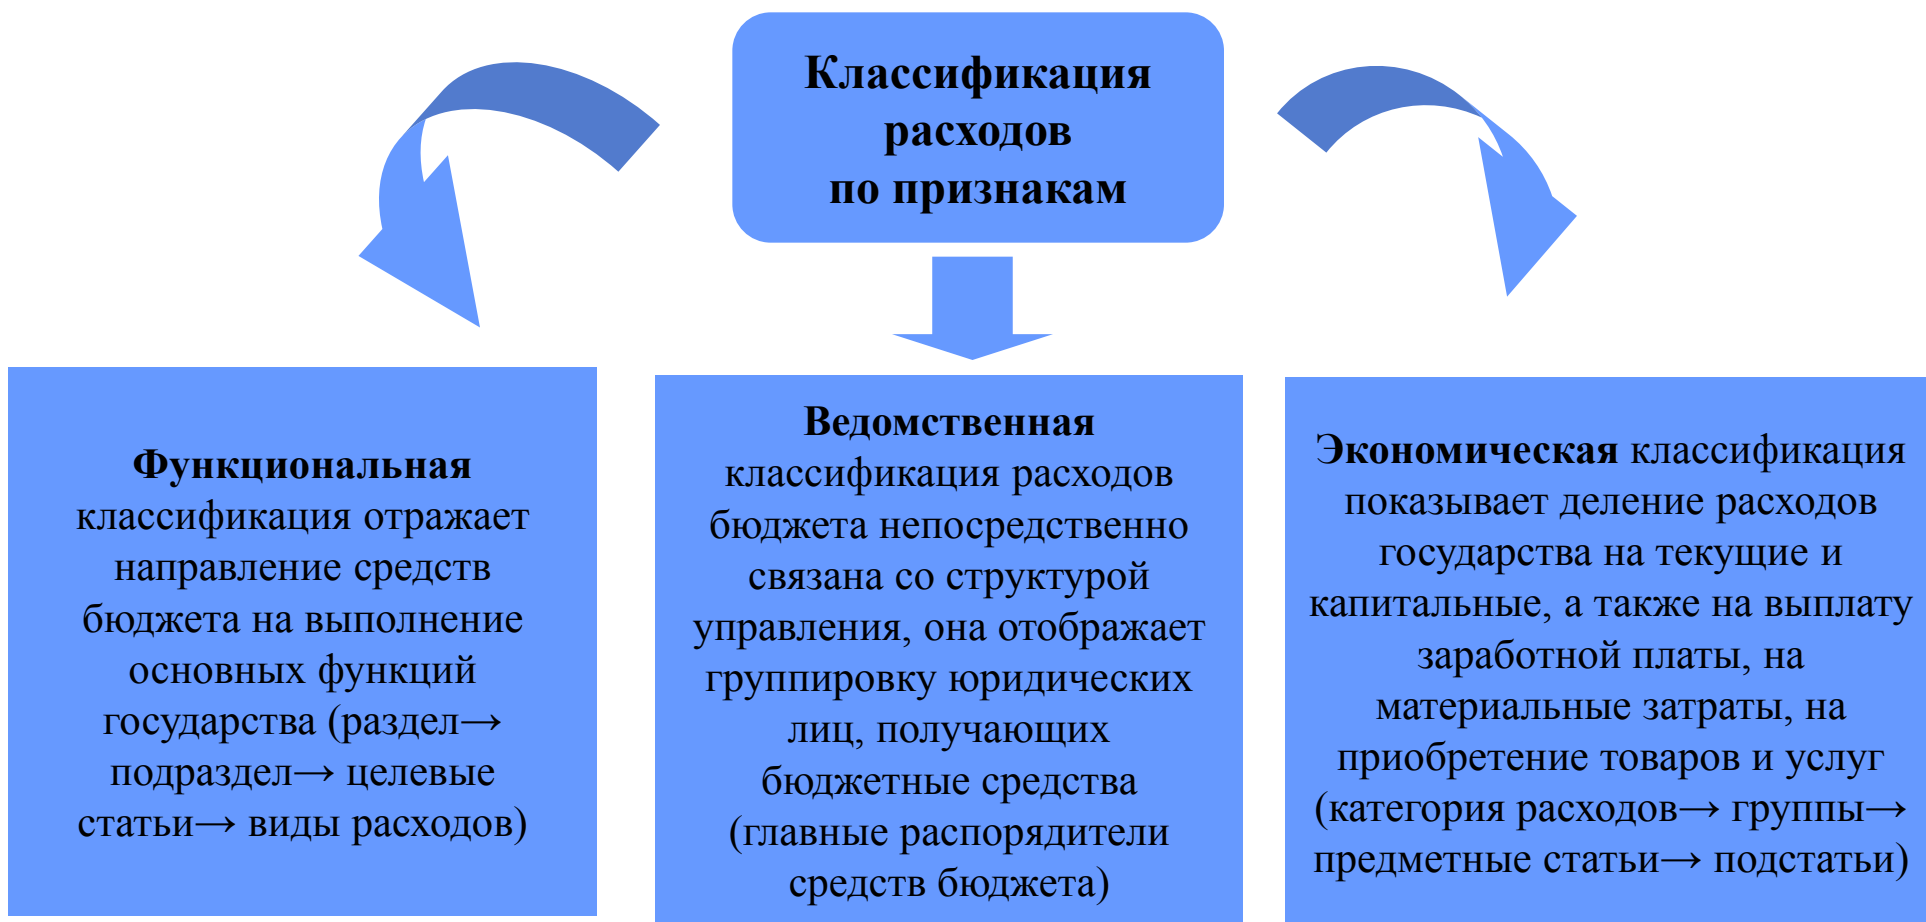 Классификация
расходов
по признакам
Функциональная
классификация отражает
направление средств
бюджета на выполнение
основных функций
государства (раздел→
подраздел→ целевые
статьи→ виды расходов)
Ведомственная
классификация расходов
бюджета непосредственно
связана со структурой
управления, она отображает
группировку юридических
лиц, получающих
бюджетные средства
(главные распорядители
средств бюджета)
Экономическая классификация
показывает деление расходов
государства на текущие и
капитальные, а также на выплату
заработной платы, на
материальные затраты, на
приобретение товаров и услуг
(категория расходов→ группы→
предметные статьи→ подстатьи)